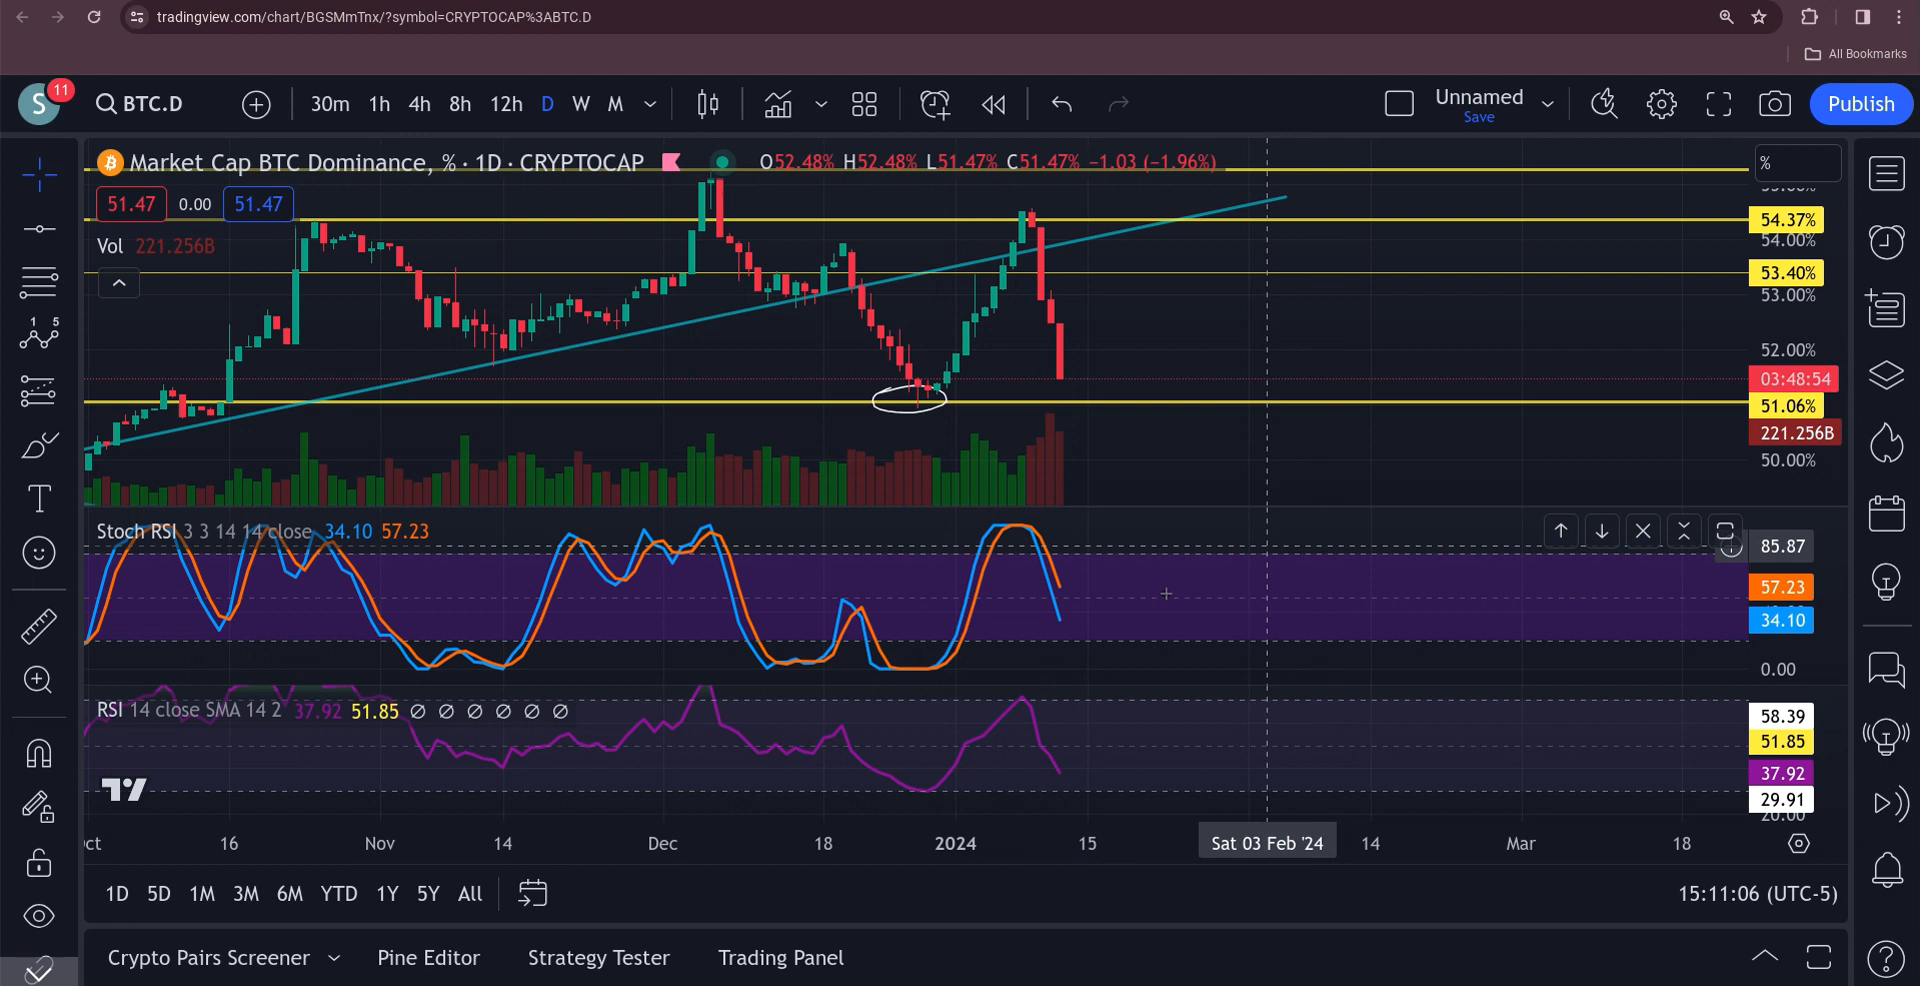 tradingview.com/chart/BGSMmTnx/?symbol=CRYPTOCAP%3ABTC.D
All Bookmarks
S 11 BTC.D 30m 1h 4h 8h 12h D W M Unnamed Save Publish
Market Cap BTC Dominance, % · 1D · CRYPTOCAP O52.48% H52.48% L51.47% C51.47% −1.03 (−1.96%) %
51.47 0.00 51.47
54.37%
Vol 221.256B
54.00%
53.40%
53.00%
52.00%
03:48:54
51.06%
221.256B
50.00%
Stoch RSI 3 3 14 14 close 34.10 57.23
85.87
57.23
34.10
0.00
RSI 14 close SMA 14 2 37.92 51.85 ∅ ∅ ∅ ∅ ∅ ∅
58.39
51.85
37.92
29.91
20.00
16 Nov 14 Dec 18 2024 15 Sat 03 Feb '24 14 Mar 18
1D 5D 1M 3M 6M YTD 1Y 5Y All 15:11:06 (UTC-5)
Crypto Pairs Screener Pine Editor Strategy Tester Trading Panel